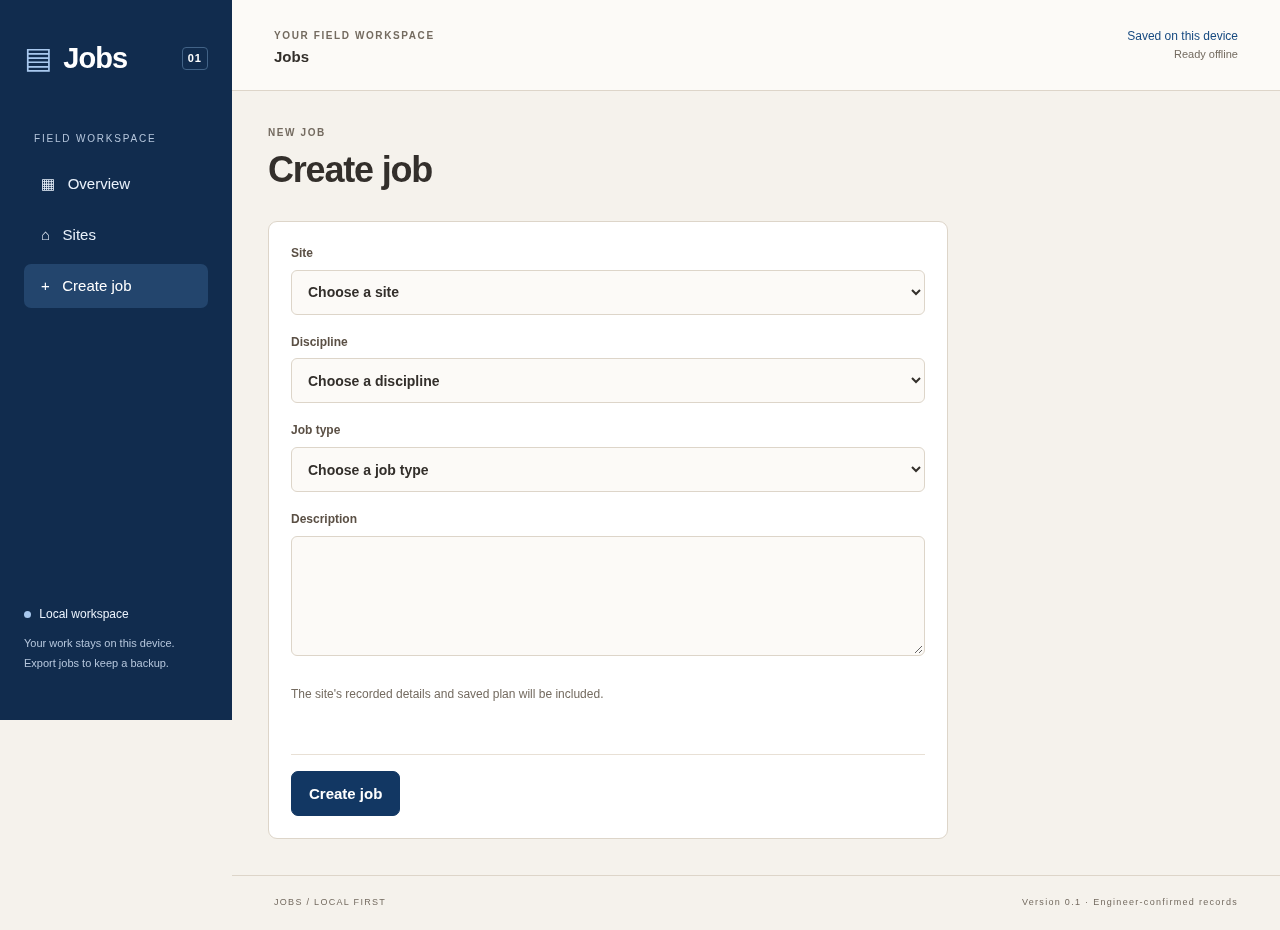 Jobs
01
FIELD WORKSPACE
Overview
Sites
+ Create job
Local workspace
Your work stays on this device.
Export jobs to keep a backup.
YOUR FIELD WORKSPACE
Jobs
Saved on this device
Ready offline
NEW JOB
Create job
Site
Choose a site
Discipline
Choose a discipline
Job type
Choose a job type
Description
The site's recorded details and saved plan will be included.
Create job
JOBS / LOCAL FIRST
Version 0.1 · Engineer-confirmed records